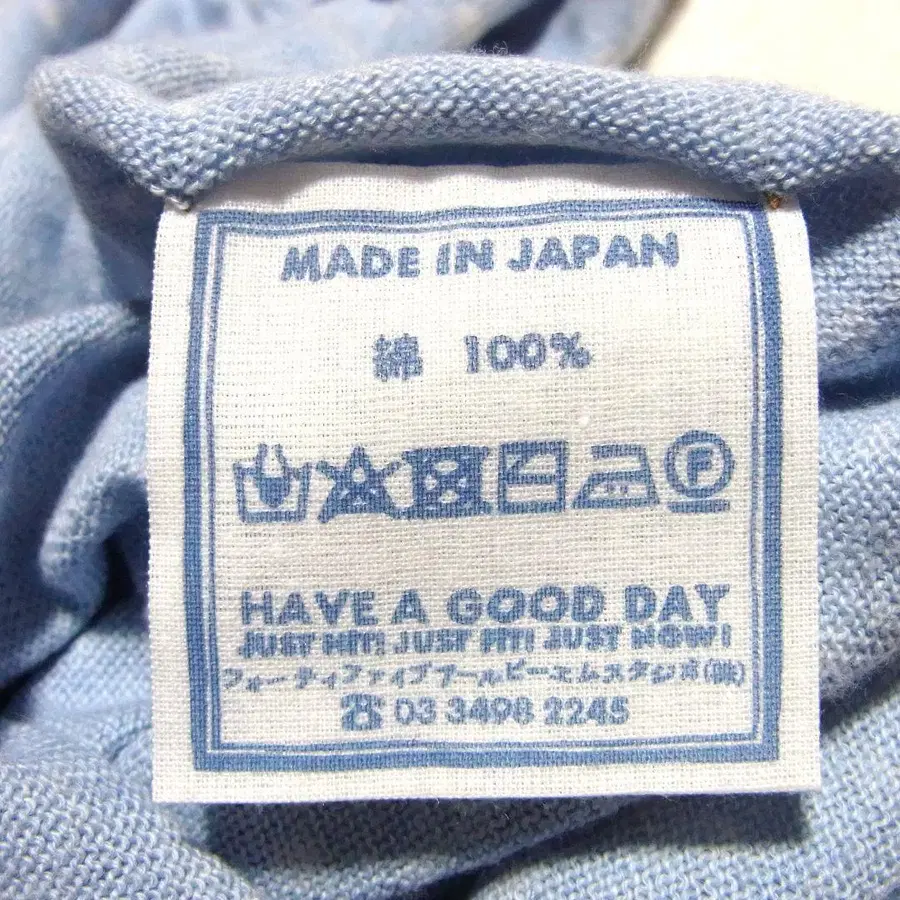 MADE IN JAPAN
綿 100%
P
HAVE A GOOD DAY
JUST HIT! JUST FIT! JUST NOW!
フォーティファイブアールピーエムスタジオ(株)
☎ 03 3498 2245